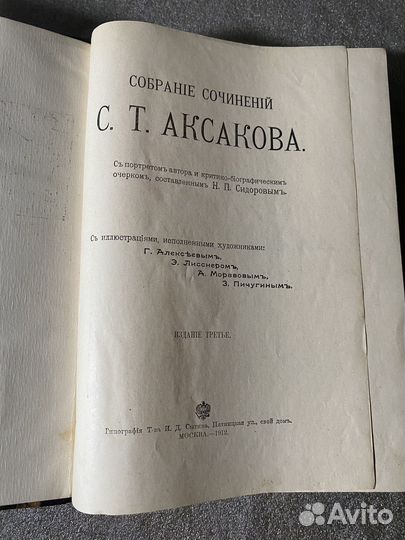 СОБРАНІЕ СОЧИНЕНІЙ
С. Т. АКСАКОВА.
Съ портретомъ автора и критико-біографическимъ
очеркомъ, составленнымъ Н. П. Сидоровымъ.
Съ иллюстраціями, исполненными художниками:
Г. Алексѣевымъ,
Э. Лисснеромъ,
А. Моравовымъ,
З. Пичугинымъ.
ИЗДАНІЕ ТРЕТЬЕ.
Типографія Т-ва И. Д. Сытина, Пятницкая ул., свой домъ.
МОСКВА.—1912.
Avito